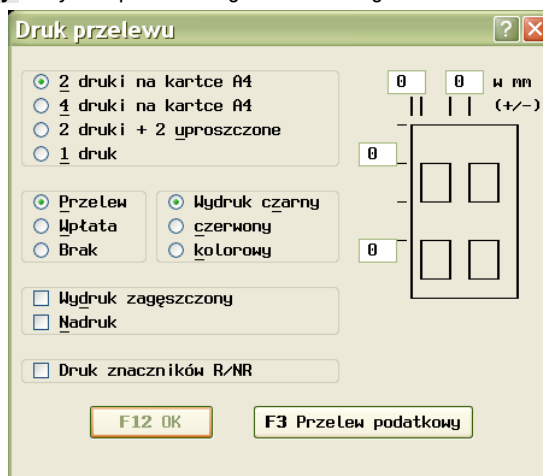 Druk przelewu
2 druki na kartce A4
4 druki na kartce A4
2 druki + 2 uproszczone
1 druk
0 0 w mm
(+/-)
0
0
Przelew
Wpłata
Brak
Wydruk czarny
czerwony
kolorowy
Wydruk zagęszczony
Nadruk
Druk znaczników R/NR
F12 OK
F3 Przelew podatkowy